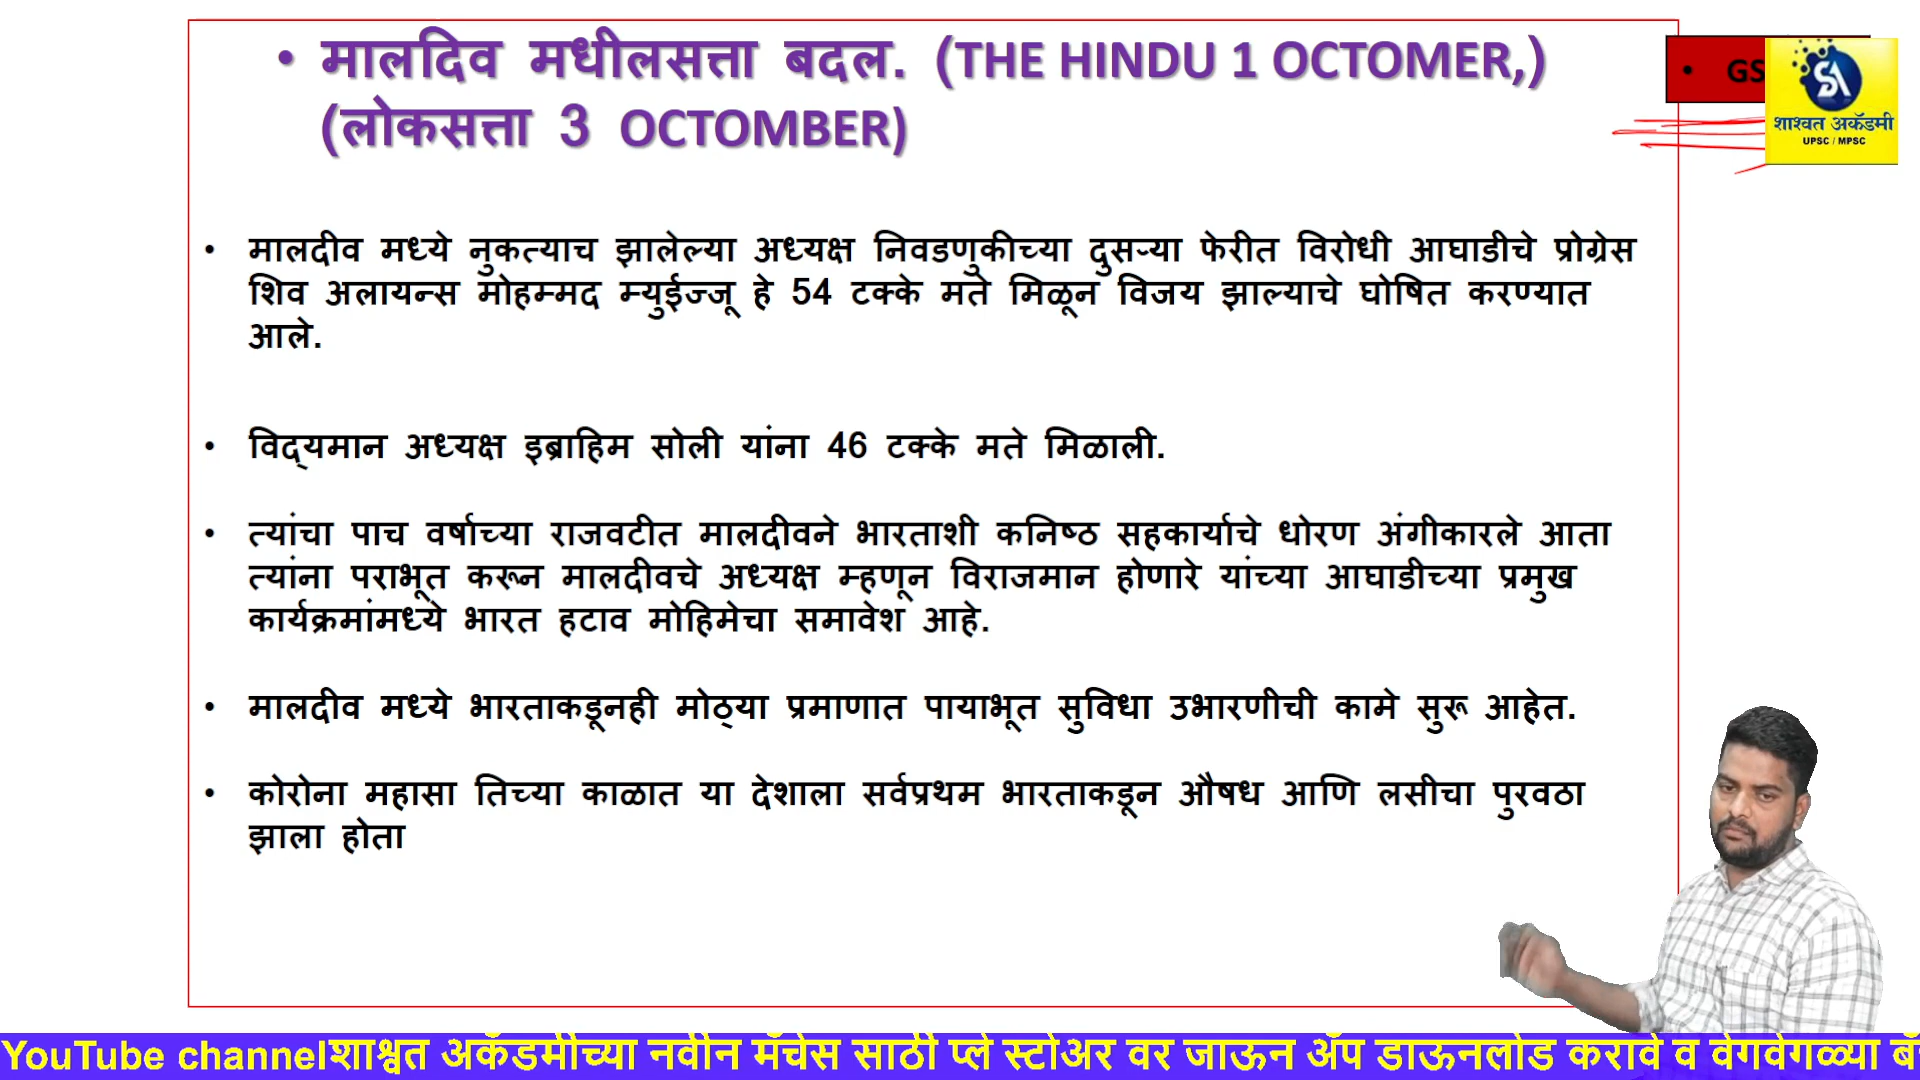 • मालदिव मधीलसत्ता बदल. (THE HINDU 1 OCTOMER,)
(लोकसत्ता 3 OCTOMBER)
• GS
SA
शाश्वत अकॅडमी
UPSC / MPSC
• मालदीव मध्ये नुकत्याच झालेल्या अध्यक्ष निवडणुकीच्या दुसऱ्या फेरीत विरोधी आघाडीचे प्रोग्रेस
शिव अलायन्स मोहम्मद म्युईज्जू हे 54 टक्के मते मिळून विजय झाल्याचे घोषित करण्यात
आले.
• विद्यमान अध्यक्ष इब्राहिम सोली यांना 46 टक्के मते मिळाली.
• त्यांचा पाच वर्षाच्या राजवटीत मालदीवने भारताशी कनिष्ठ सहकार्याचे धोरण अंगीकारले आता
त्यांना पराभूत करून मालदीवचे अध्यक्ष म्हणून विराजमान होणारे यांच्या आघाडीच्या प्रमुख
कार्यक्रमांमध्ये भारत हटाव मोहिमेचा समावेश आहे.
• मालदीव मध्ये भारताकडूनही मोठ्या प्रमाणात पायाभूत सुविधा उभारणीची कामे सुरू आहेत.
• कोरोना महासा तिच्या काळात या देशाला सर्वप्रथम भारताकडून औषध आणि लसीचा पुरवठा
झाला होता
YouTube channelशाश्वत अकॅडमीच्या नवीन मॅचेस साठी प्ले स्टोअर वर जाऊन ॲप डाऊनलोड करावे व वेगवेगळ्या